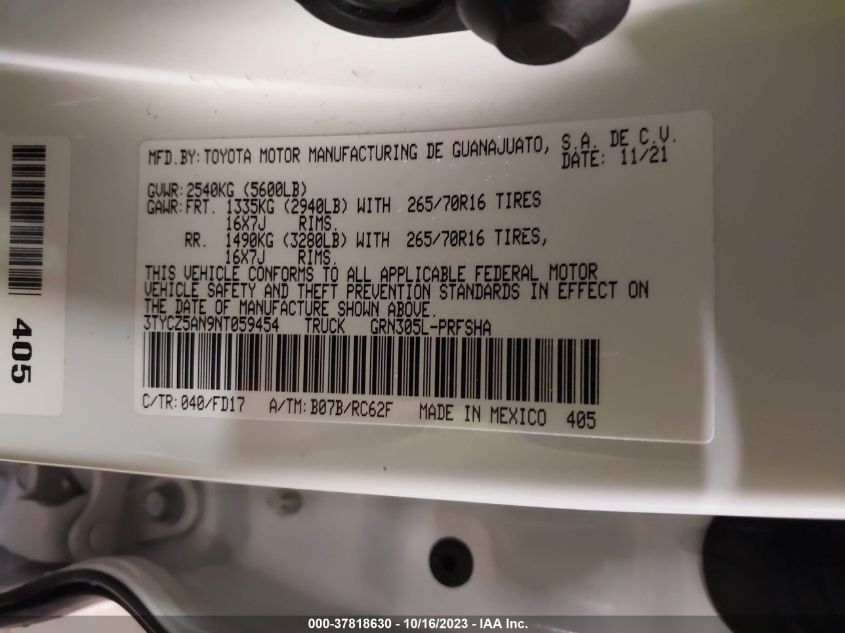 MFD.BY:TOYOTA MOTOR MANUFACTURING DE GUANAJUATO, S.A. DE C.V.
DATE: 11/21
GVWR:2540KG (5600LB)
GAWR:FRT. 1335KG (2940LB) WITH 265/70R16 TIRES
16X7J RIMS.
RR. 1490KG (3280LB) WITH 265/70R16 TIRES,
16X7J RIMS.
THIS VEHICLE CONFORMS TO ALL APPLICABLE FEDERAL MOTOR
VEHICLE SAFETY AND THEFT PREVENTION STANDARDS IN EFFECT ON
THE DATE OF MANUFACTURE SHOWN ABOVE.
3TYCZ5AN9NT059454 TRUCK GRN305L-PRFSHA
C/TR:040/FD17 A/TM:B07B/RC62F MADE IN MEXICO 405
405
000-37818630 - 10/16/2023 - IAA Inc.